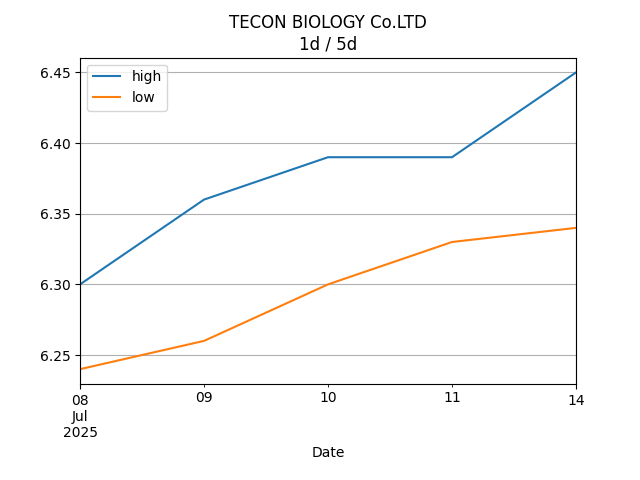 TECON BIOLOGY Co.LTD
1d / 5d
high
low
6.45
6.40
6.35
6.30
6.25
08 09 10 11 14
Jul
2025
Date